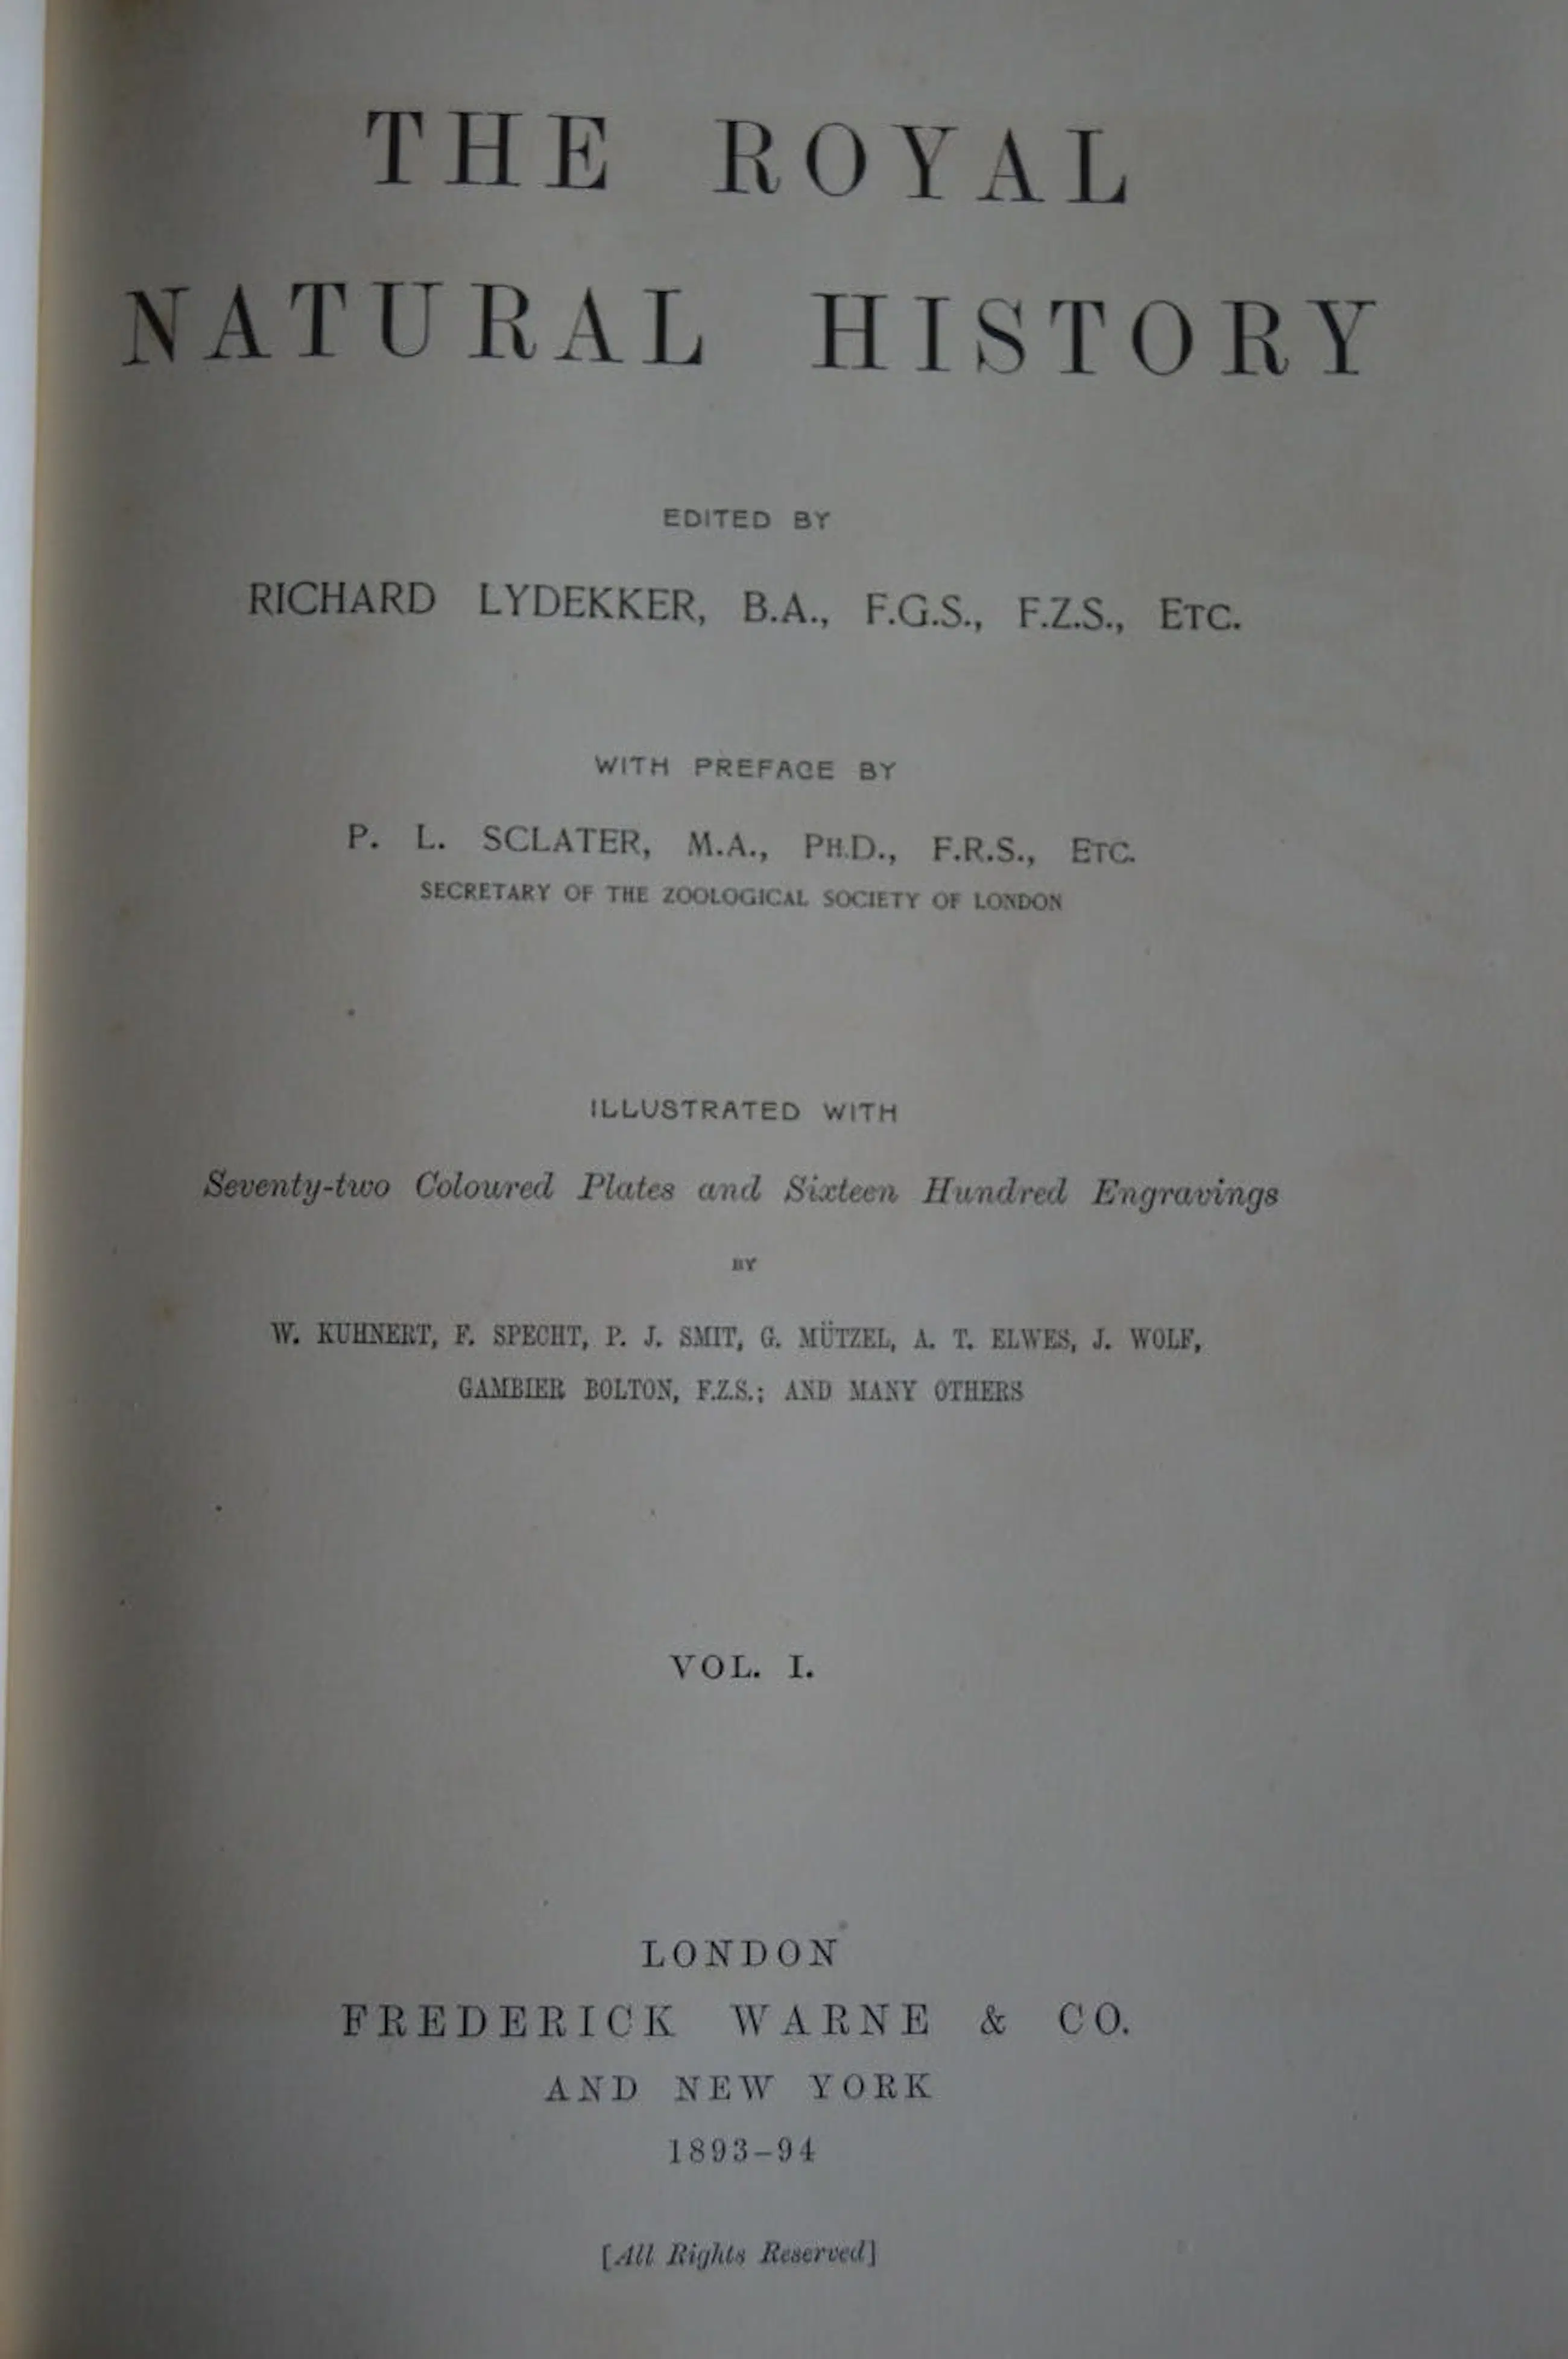 THE ROYAL
NATURAL HISTORY
EDITED BY
RICHARD LYDEKKER, B.A., F.G.S., F.Z.S., ETC.
WITH PREFACE BY
P. L. SCLATER, M.A., PH.D., F.R.S., ETC.
SECRETARY OF THE ZOOLOGICAL SOCIETY OF LONDON
ILLUSTRATED WITH
Seventy-two Coloured Plates and Sixteen Hundred Engravings
BY
W. KUHNERT, F. SPECHT, P. J. SMIT, G. MÜTZEL, A. T. ELWES, J. WOLF,
GAMBIER BOLTON, F.Z.S.; AND MANY OTHERS
VOL. I.
LONDON
FREDERICK WARNE & CO.
AND NEW YORK
1893–94
[All Rights Reserved]